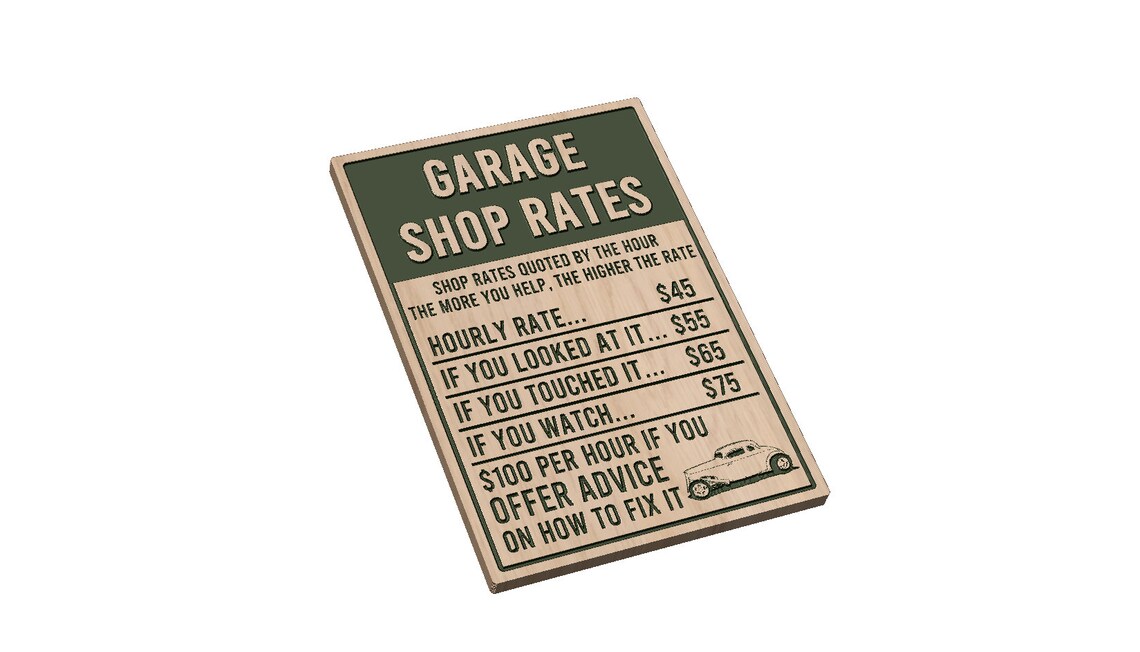 GARAGE
SHOP RATES
SHOP RATES QUOTED BY THE HOUR
THE MORE YOU HELP, THE HIGHER THE RATE
HOURLY RATE... $45
IF YOU LOOKED AT IT... $55
IF YOU TOUCHED IT... $65
IF YOU WATCH... $75
$100 PER HOUR IF YOU
OFFER ADVICE
ON HOW TO FIX IT